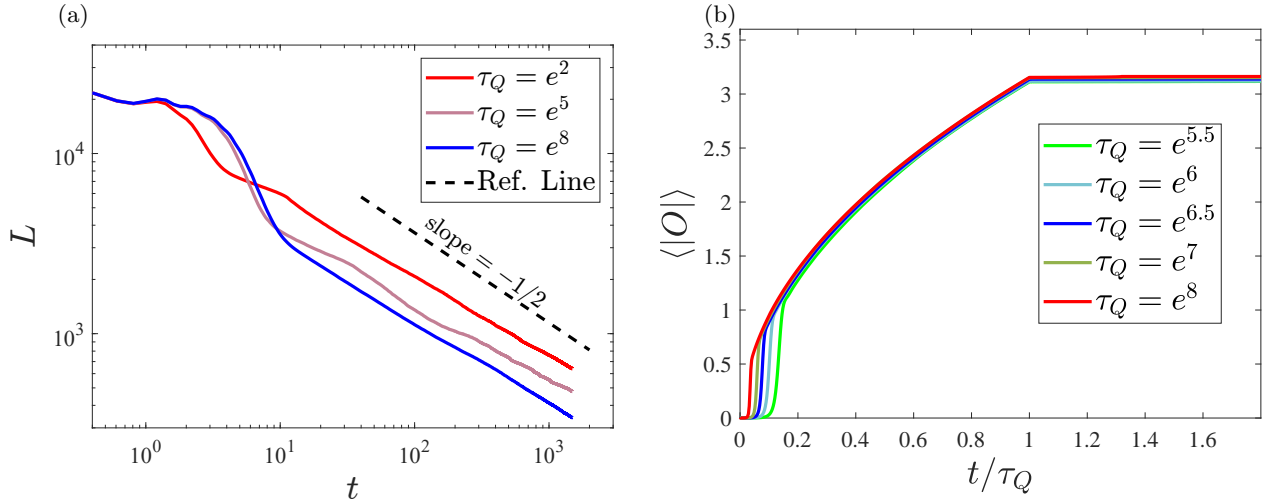 (a)
L
10^4
10^3
τ_Q = e^2
τ_Q = e^5
τ_Q = e^8
Ref. Line
slope = −1/2
10^0 10^1 10^2 10^3
t
(b)
⟨|O|⟩
3.5
3
2.5
2
1.5
1
0.5
0
τ_Q = e^5.5
τ_Q = e^6
τ_Q = e^6.5
τ_Q = e^7
τ_Q = e^8
0 0.2 0.4 0.6 0.8 1 1.2 1.4 1.6
t/τ_Q